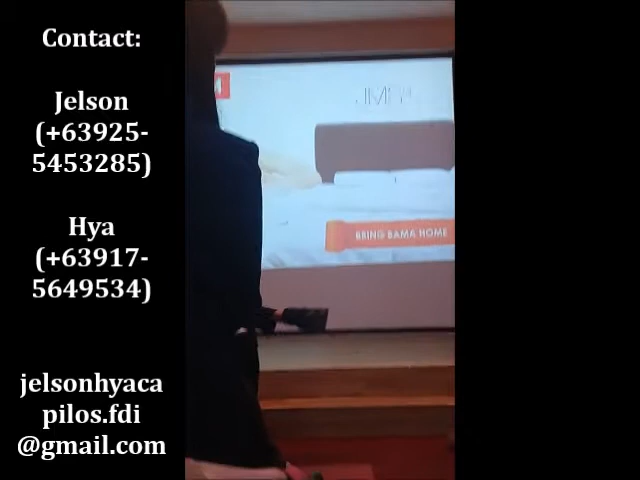 Contact:
Jelson
(+63925-
5453285)
Hya
(+63917-
5649534)
jelsonhyaca
pilos.fdi
@gmail.com
BRING BAMA HOME